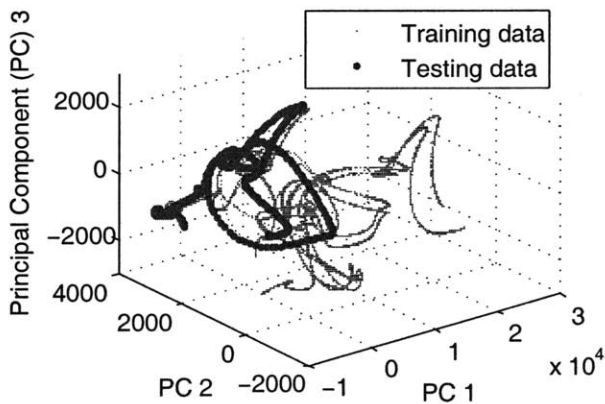 Training data
Testing data
Principal Component (PC) 3
2000
0
−2000
4000
2000
0
−2000
PC 2
−1
0
1
2
3
x 10^4
PC 1